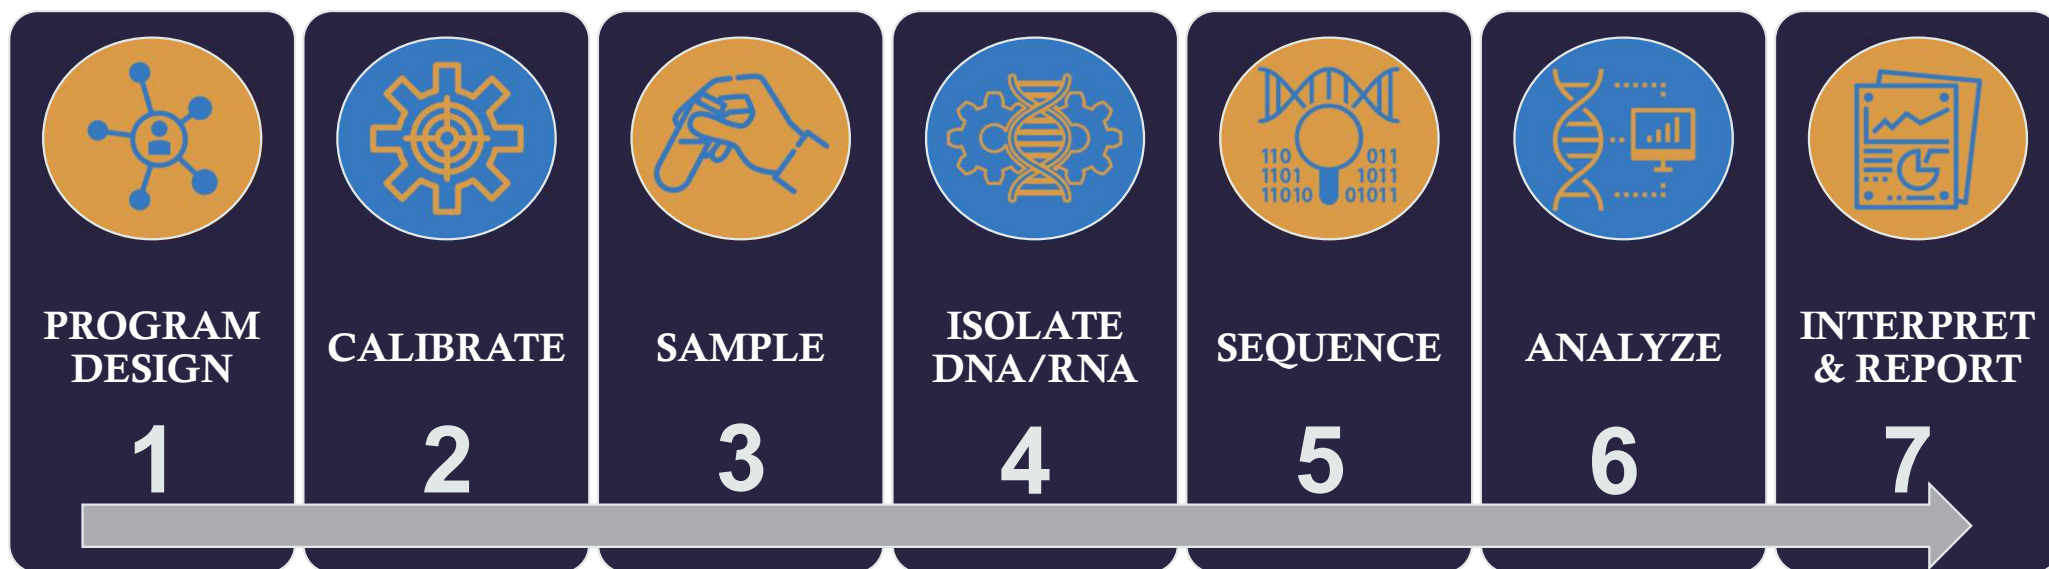 PROGRAM
DESIGN
1
CALIBRATE
2
SAMPLE
3
ISOLATE
DNA/RNA
4
110 011
1101 1011
11010 01011
SEQUENCE
5
ANALYZE
6
INTERPRET
& REPORT
7